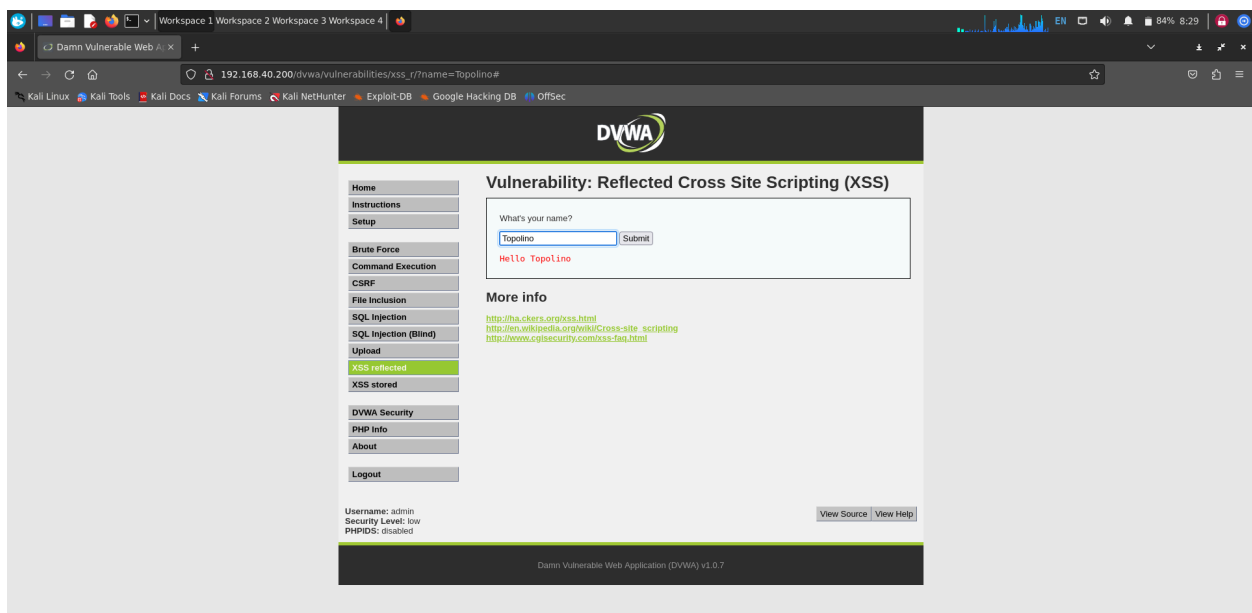 Workspace 1 Workspace 2 Workspace 3 Workspace 4 EN 84% 8:29
Damn Vulnerable Web Ap
192.168.40.200/dvwa/vulnerabilities/xss_r/?name=Topolino#
Kali Linux Kali Tools Kali Docs Kali Forums Kali NetHunter Exploit-DB Google Hacking DB OffSec
DVWA
Home
Instructions
Setup
Brute Force
Command Execution
CSRF
File Inclusion
SQL Injection
SQL Injection (Blind)
Upload
XSS reflected
XSS stored
DVWA Security
PHP Info
About
Logout
Vulnerability: Reflected Cross Site Scripting (XSS)
What's your name?
Topolino Submit
Hello Topolino
More info
http://ha.ckers.org/xss.html
http://en.wikipedia.org/wiki/Cross-site_scripting
http://www.cgisecurity.com/xss-faq.html
Username: admin
Security Level: low
PHPIDS: disabled
View Source View Help
Damn Vulnerable Web Application (DVWA) v1.0.7